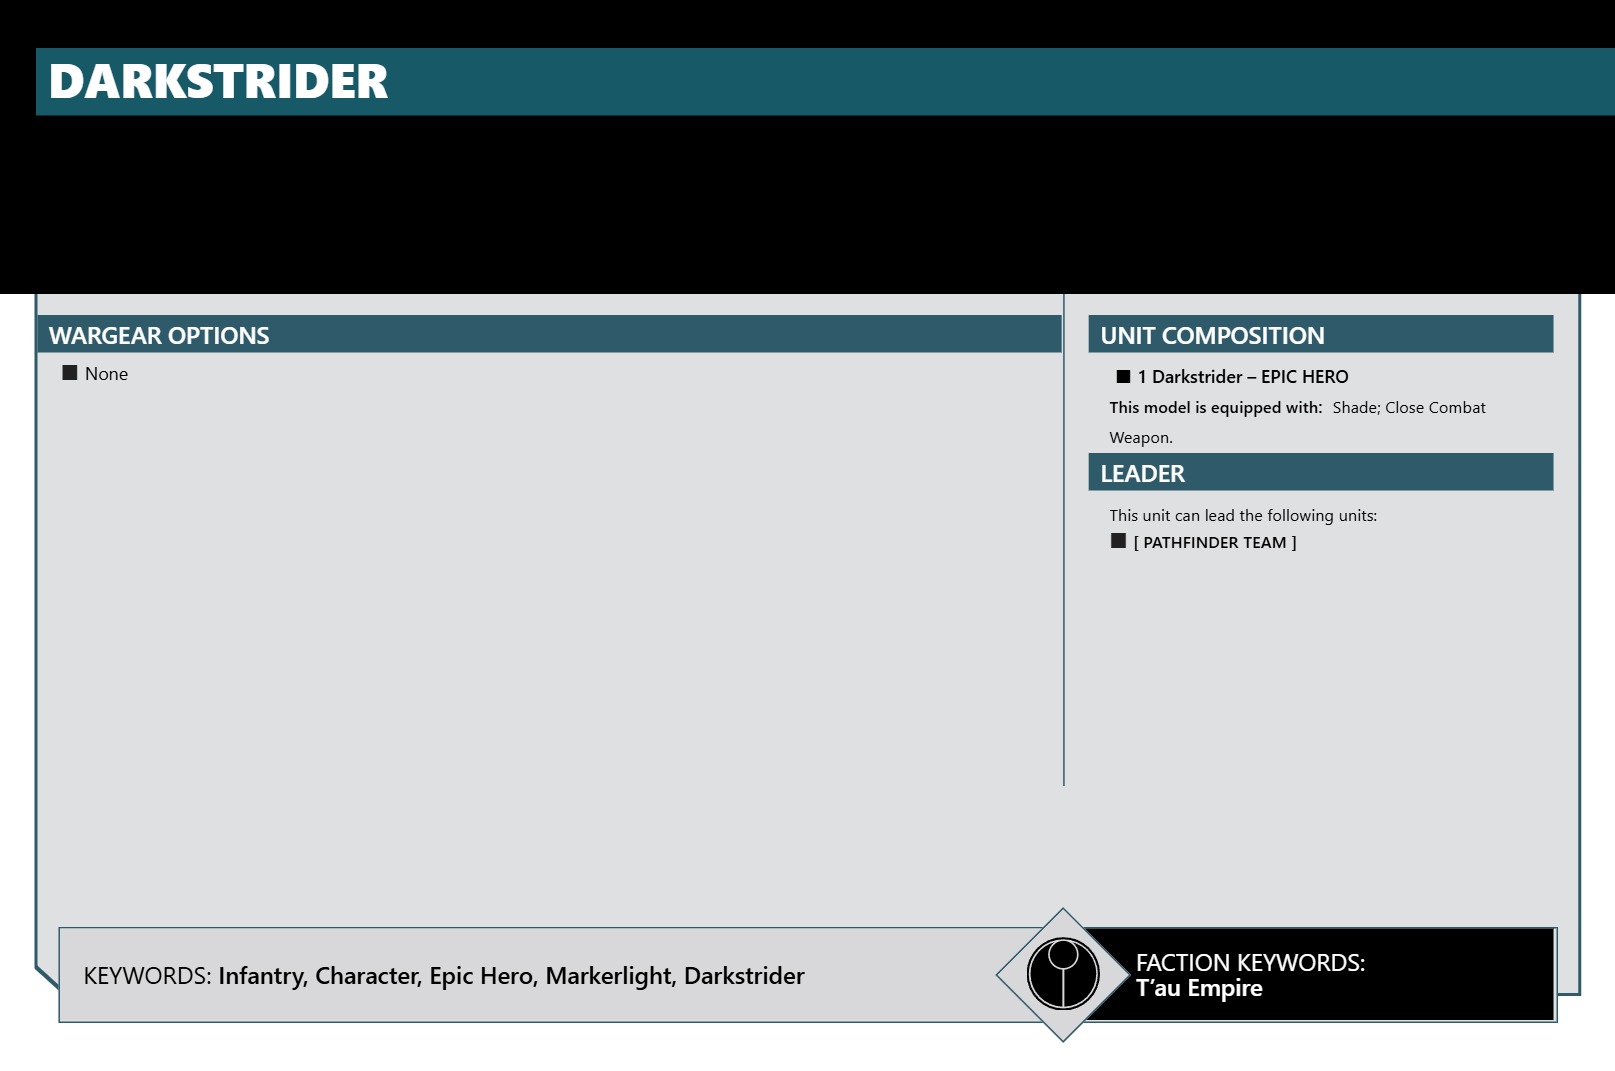 DARKSTRIDER
WARGEAR OPTIONS
■ None
UNIT COMPOSITION
■ 1 Darkstrider – EPIC HERO
This model is equipped with: Shade; Close Combat
Weapon.
LEADER
This unit can lead the following units:
■ [ PATHFINDER TEAM ]
KEYWORDS: Infantry, Character, Epic Hero, Markerlight, Darkstrider
FACTION KEYWORDS:
T’au Empire